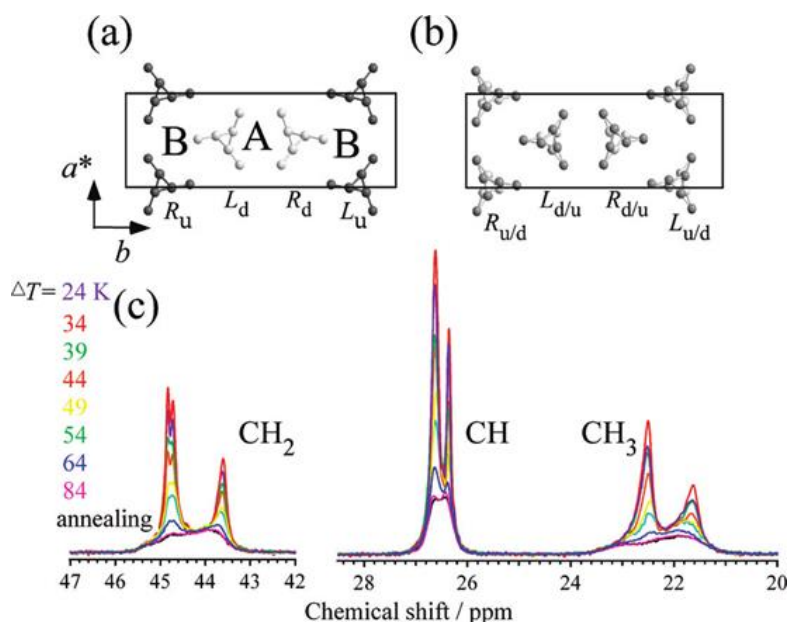 (a)
(b)
B A B
a*
b
R_u L_d R_d L_u
R_u/d L_d/u R_d/u L_u/d
△T= 24 K
(c)
34
39
44
49
54
64
84
annealing
CH₂
CH
CH₃
47 46 45 44 43 42
28 26 24 22 20
Chemical shift / ppm